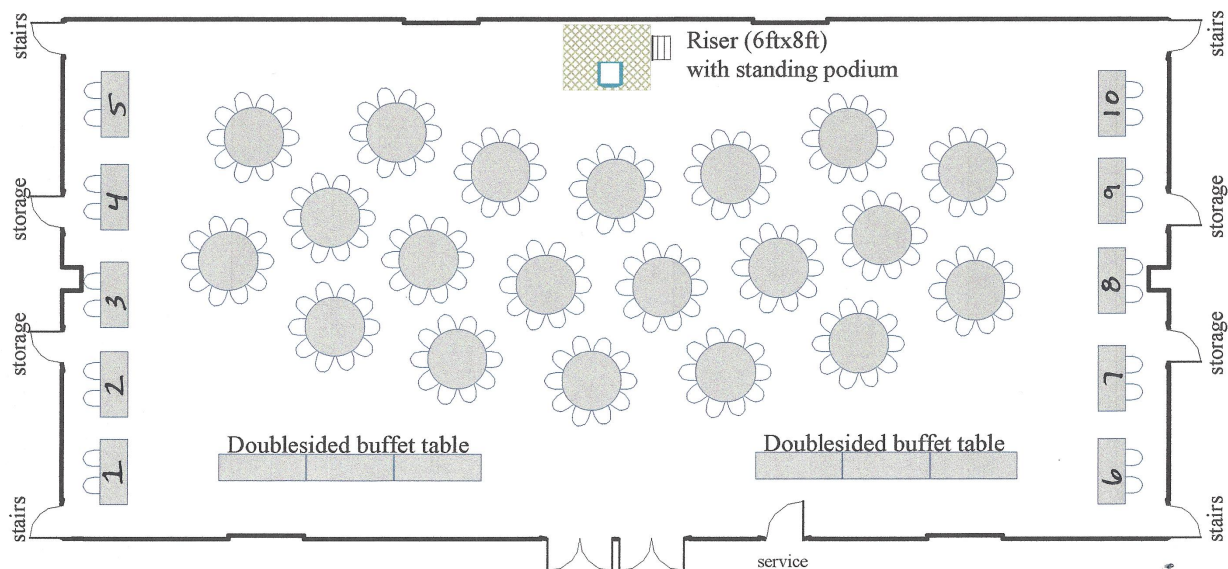 stairs
stairs
Riser (6ftx8ft)
with standing podium
5
10
4
9
storage
storage
3
8
storage
storage
2
7
Doublesided buffet table
Doublesided buffet table
1
6
stairs
stairs
service